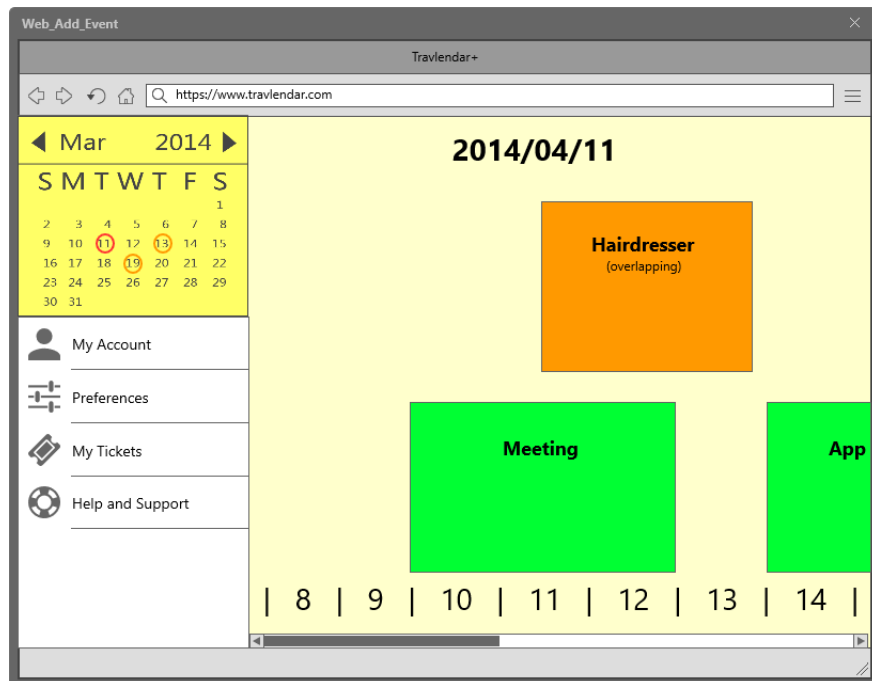 Web_Add_Event
Travlendar+
https://www.travlendar.com
Mar 2014
S M T W T F S
1
2 3 4 5 6 7 8
9 10 11 12 13 14 15
16 17 18 19 20 21 22
23 24 25 26 27 28 29
30 31
My Account
Preferences
My Tickets
Help and Support
2014/04/11
Hairdresser
(overlapping)
Meeting
App
| 8 | 9 | 10 | 11 | 12 | 13 | 14 |